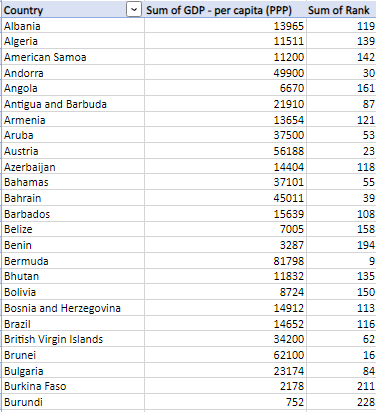 Country Sum of GDP - per capita (PPP) Sum of Rank
Albania 13965 119
Algeria 11511 139
American Samoa 11200 142
Andorra 49900 30
Angola 6670 161
Antigua and Barbuda 21910 87
Armenia 13654 121
Aruba 37500 53
Austria 56188 23
Azerbaijan 14404 118
Bahamas 37101 55
Bahrain 45011 39
Barbados 15639 108
Belize 7005 158
Benin 3287 194
Bermuda 81798 9
Bhutan 11832 135
Bolivia 8724 150
Bosnia and Herzegovina 14912 113
Brazil 14652 116
British Virgin Islands 34200 62
Brunei 62100 16
Bulgaria 23174 84
Burkina Faso 2178 211
Burundi 752 228